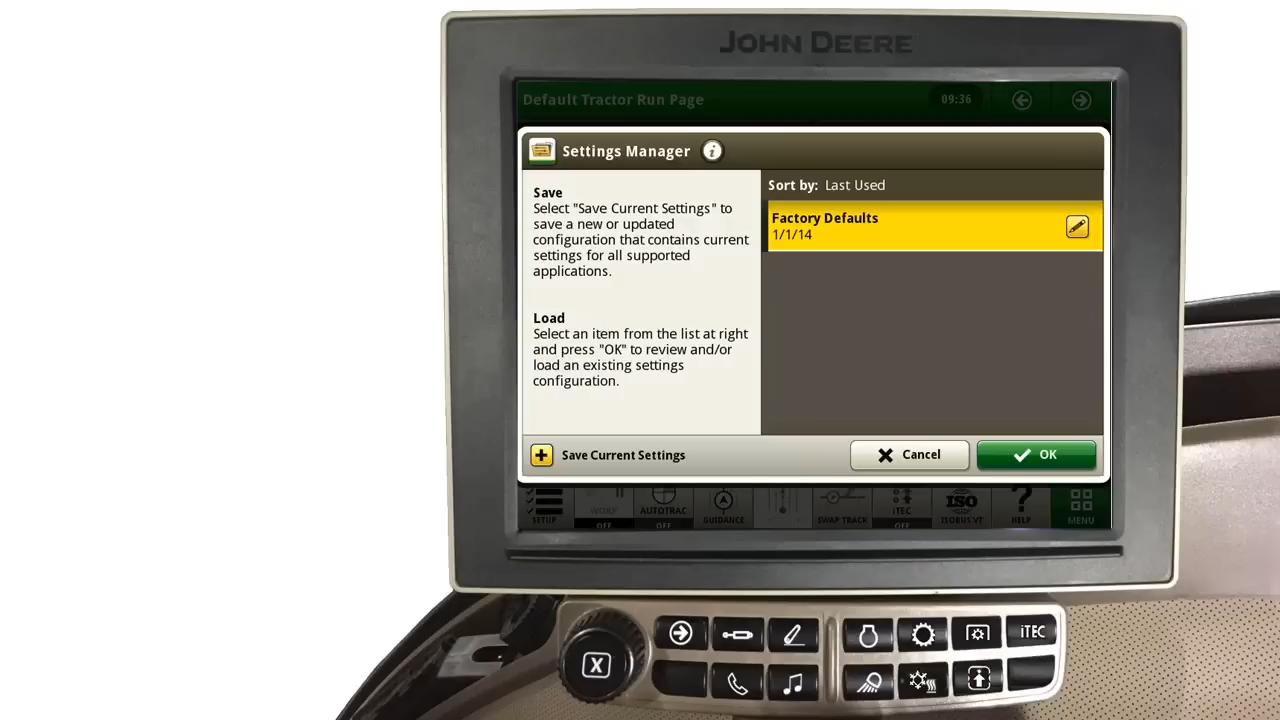 JOHN DEERE
Default Tractor Run Page
09:36
Settings Manager
Save
Select "Save Current Settings" to
save a new or updated
configuration that contains current
settings for all supported
applications.
Load
Select an item from the list at right
and press "OK" to review and/or
load an existing settings
configuration.
Sort by: Last Used
Factory Defaults
1/1/14
Save Current Settings
Cancel
OK
SETUP
WORK
OFF
AUTOTRAC
OFF
GUIDANCE
SWAP TRACK
iTEC
OFF
ISO
ISOBUS VT
HELP
MENU
X
iTEC